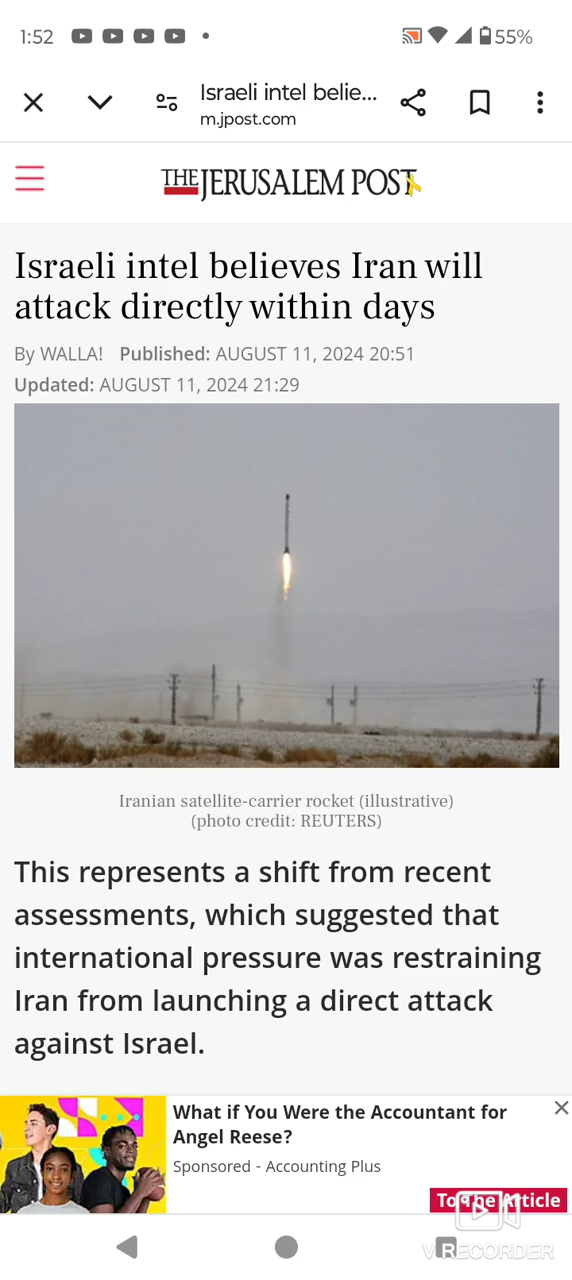 1:52
55%
Israeli intel belie...
m.jpost.com
THE JERUSALEM POST
Israeli intel believes Iran will
attack directly within days
By WALLA! Published: AUGUST 11, 2024 20:51
Updated: AUGUST 11, 2024 21:29
Iranian satellite-carrier rocket (illustrative)
(photo credit: REUTERS)
This represents a shift from recent
assessments, which suggested that
international pressure was restraining
Iran from launching a direct attack
against Israel.
What if You Were the Accountant for
Angel Reese?
Sponsored - Accounting Plus
To The Article
VRECORDER